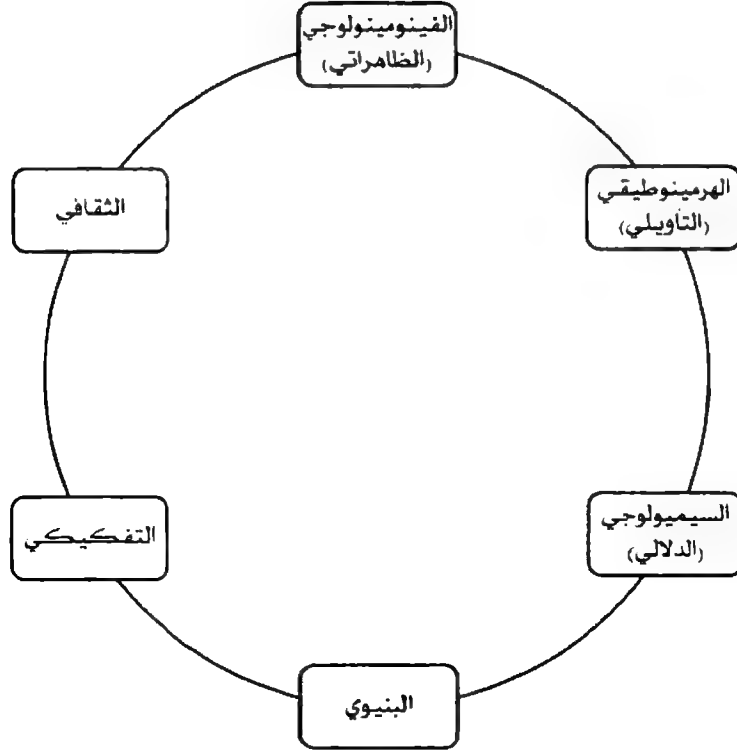 الفينومينولوجي
(الظاهراتي)
الهرمينوطيقي
(التأويلي)
الثقافي
السيميولوجي
(الدلالي)
التفكيكي
البنيوي